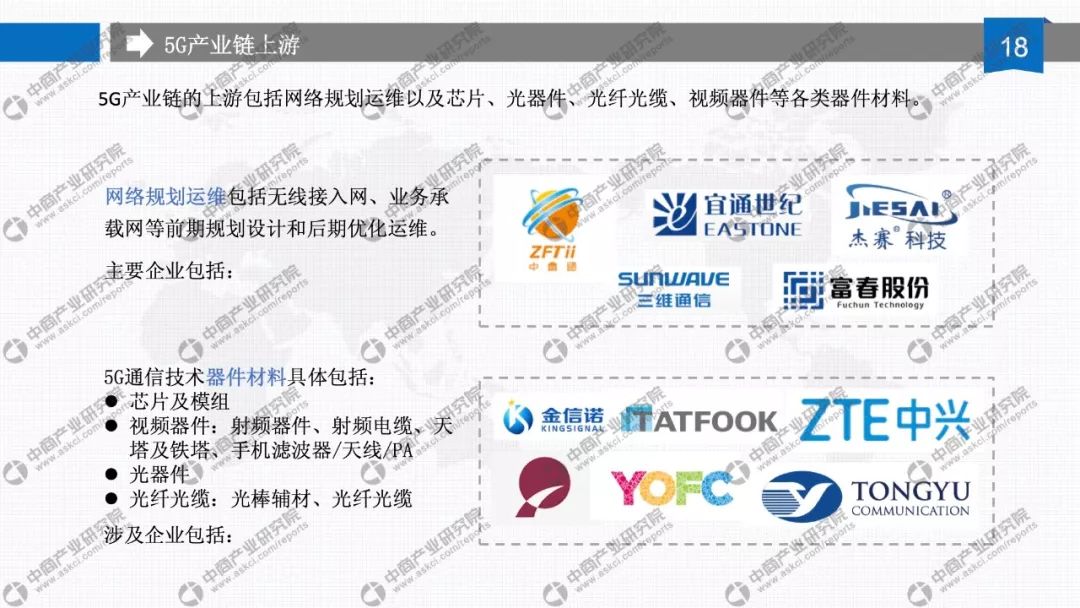 5G产业链上游
18
5G产业链的上游包括网络规划运维以及芯片、光器件、光纤光缆、视频器件等各类器件材料。
网络规划运维包括无线接入网、业务承
载网等前期规划设计和后期优化运维。
主要企业包括：
ZFTii
宜通世纪
EASTONE
JIESAI
杰赛®科技
SUNWAVE
三维通信
富春股份
Fuchun Technology
5G通信技术器件材料具体包括：
● 芯片及模组
● 视频器件：射频器件、射频电缆、天
塔及铁塔、手机滤波器/天线/PA
● 光器件
● 光纤光缆：光棒辅材、光纤光缆
涉及企业包括：
金信诺
KINGSIGNAL
TATFOOK
ZTE中兴
YOFC
TONGYU
COMMUNICATION
中商产业研究院
www.askci.com/reports